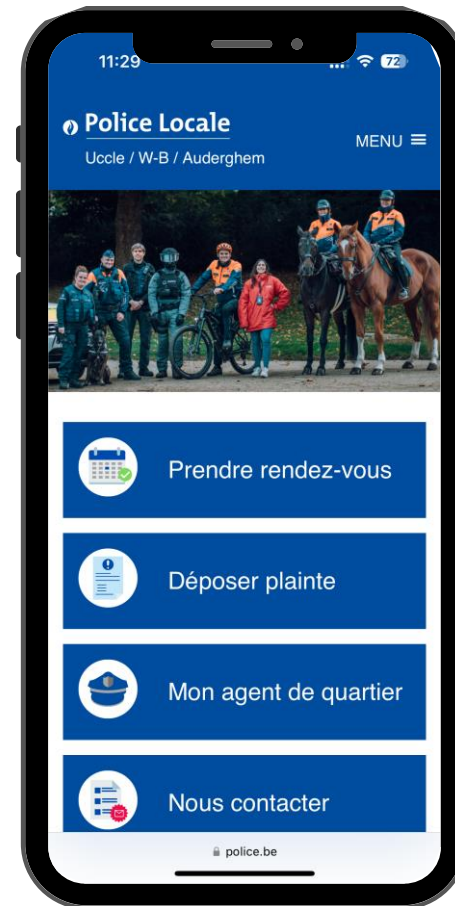 11:29
72
Police Locale
Uccle / W-B / Auderghem
MENU
Prendre rendez-vous
Déposer plainte
Mon agent de quartier
Nous contacter
police.be